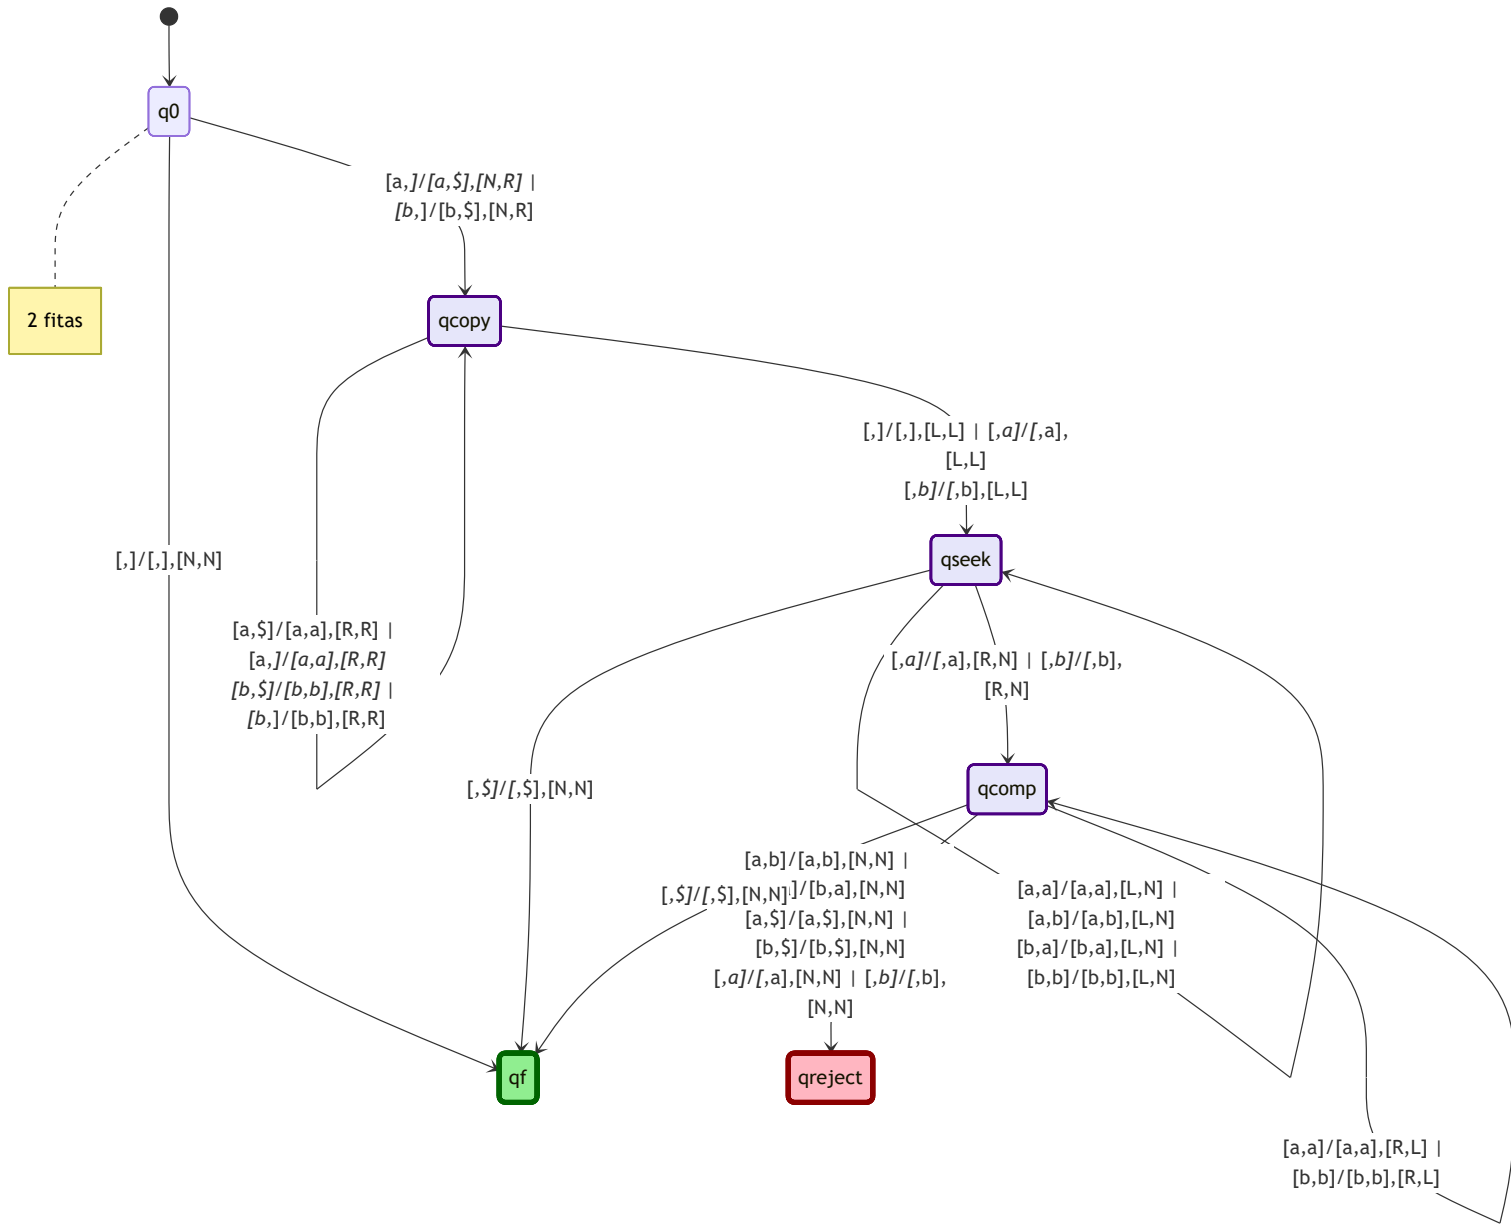 q0
[a,]/[a,$],[N,R] |
[b,]/[b,$],[N,R]
2 fitas
qcopy
[,]/[,],[L,L] | [,a]/[,a],
[L,L]
[,b]/[,b],[L,L]
[,]/[,],[N,N]
qseek
[a,$]/[a,a],[R,R] |
[a,]/[a,a],[R,R]
[b,$]/[b,b],[R,R] |
[b,]/[b,b],[R,R]
[,a]/[,a],[R,N] | [,b]/[,b],
[R,N]
[,$]/[,$],[N,N]
qcomp
[a,b]/[a,b],[N,N] |
]/[b,a],[N,N]
[a,$]/[a,$],[N,N] |
[b,$]/[b,$],[N,N]
[,a]/[,a],[N,N] | [,b]/[,b],
[N,N]
[,$]/[,$],[N,N]
[a,a]/[a,a],[L,N] |
[a,b]/[a,b],[L,N]
[b,a]/[b,a],[L,N] |
[b,b]/[b,b],[L,N]
qf
qreject
[a,a]/[a,a],[R,L] |
[b,b]/[b,b],[R,L]